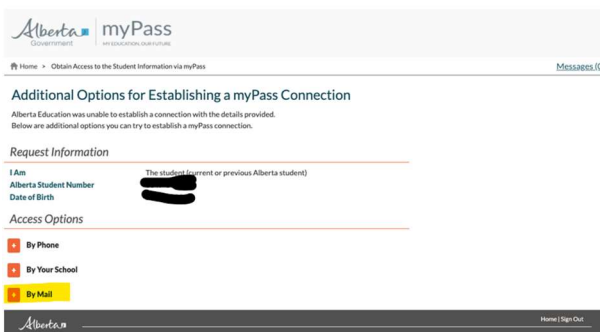 Alberta myPass
Government MY EDUCATION, OUR FUTURE
Home > Obtain Access to the Student Information via myPass
Messages (
Additional Options for Establishing a myPass Connection
Alberta Education was unable to establish a connection with the details provided.
Below are additional options you can try to establish a myPass connection.
Request Information
I Am The student (current or previous Alberta student)
Alberta Student Number
Date of Birth
Access Options
+ By Phone
+ By Your School
+ By Mail
Alberta
Home | Sign Out